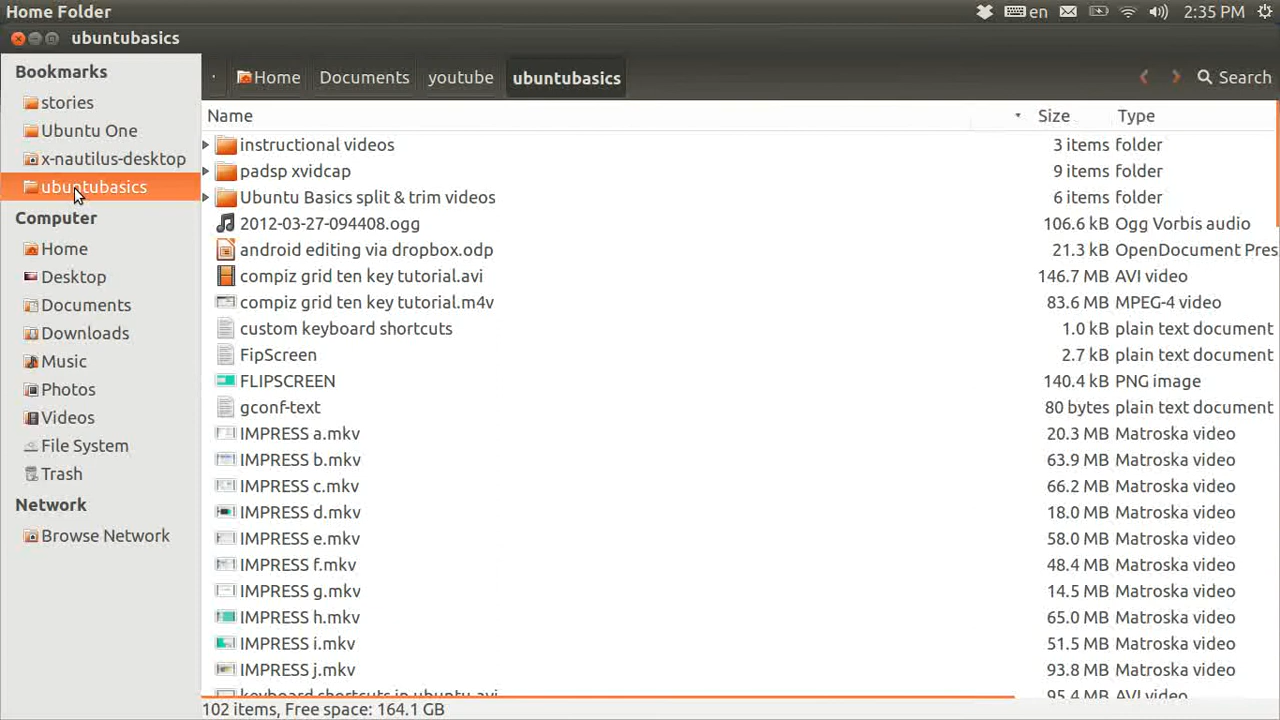 Home Folder
en
2:35 PM
ubuntubasics
Bookmarks
stories
Ubuntu One
x-nautilus-desktop
ubuntubasics
Computer
Home
Desktop
Documents
Downloads
Music
Photos
Videos
File System
Trash
Network
Browse Network
Home Documents youtube ubuntubasics Search
Name Size Type
instructional videos 3 items folder
padsp xvidcap 9 items folder
Ubuntu Basics split & trim videos 6 items folder
2012-03-27-094408.ogg 106.6 kB Ogg Vorbis audio
android editing via dropbox.odp 21.3 kB OpenDocument Pres
compiz grid ten key tutorial.avi 146.7 MB AVI video
compiz grid ten key tutorial.m4v 83.6 MB MPEG-4 video
custom keyboard shortcuts 1.0 kB plain text document
FipScreen 2.7 kB plain text document
FLIPSCREEN 140.4 kB PNG image
gconf-text 80 bytes plain text document
IMPRESS a.mkv 20.3 MB Matroska video
IMPRESS b.mkv 63.9 MB Matroska video
IMPRESS c.mkv 66.2 MB Matroska video
IMPRESS d.mkv 18.0 MB Matroska video
IMPRESS e.mkv 58.0 MB Matroska video
IMPRESS f.mkv 48.4 MB Matroska video
IMPRESS g.mkv 14.5 MB Matroska video
IMPRESS h.mkv 65.0 MB Matroska video
IMPRESS i.mkv 51.5 MB Matroska video
IMPRESS j.mkv 93.8 MB Matroska video
keyboard shortcuts in ubuntu.avi 95.4 MB AVI video
102 items, Free space: 164.1 GB